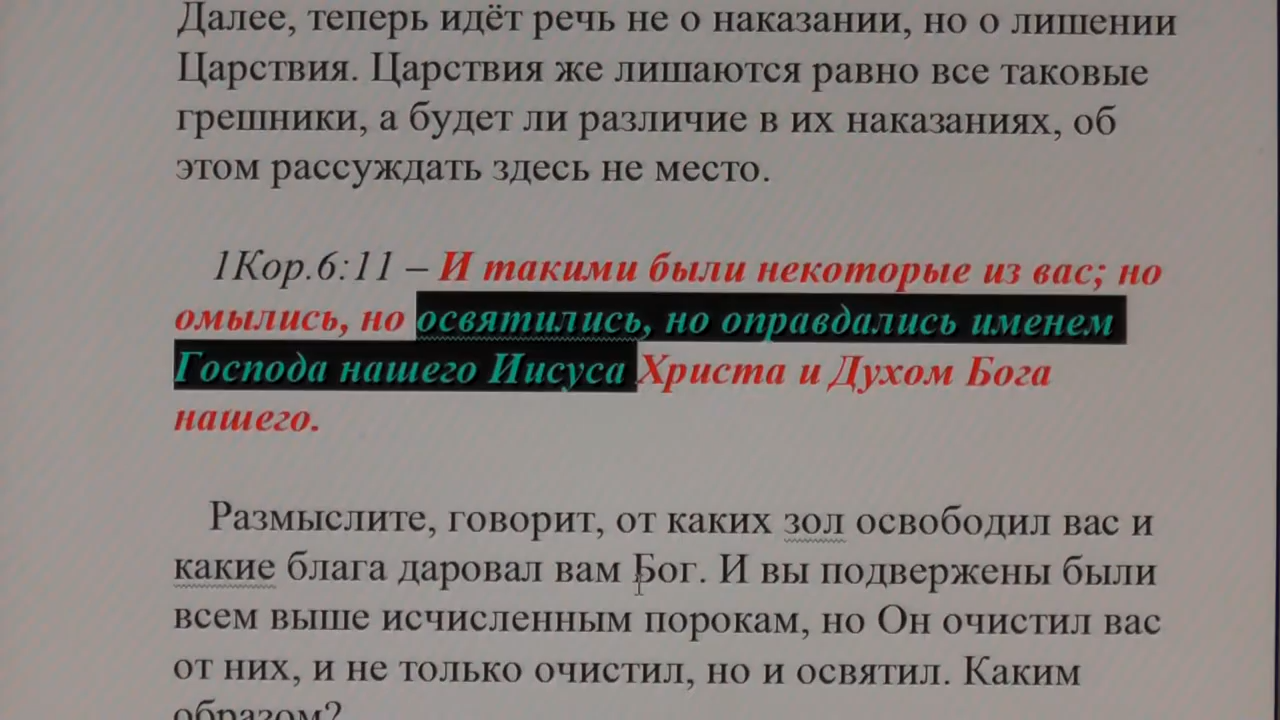 Далее, теперь идёт речь не о наказании, но о лишении
Царствия. Царствия же лишаются равно все таковые
грешники, а будет ли различие в их наказаниях, об
этом рассуждать здесь не место.
1Кор.6:11 – И такими были некоторые из вас; но
омылись, но освятились, но оправдались именем
Господа нашего Иисуса Христа и Духом Бога
нашего.
Размыслите, говорит, от каких зол освободил вас и
какие блага даровал вам Бог. И вы подвержены были
всем выше исчисленным порокам, но Он очистил вас
от них, и не только очистил, но и освятил. Каким
образом?